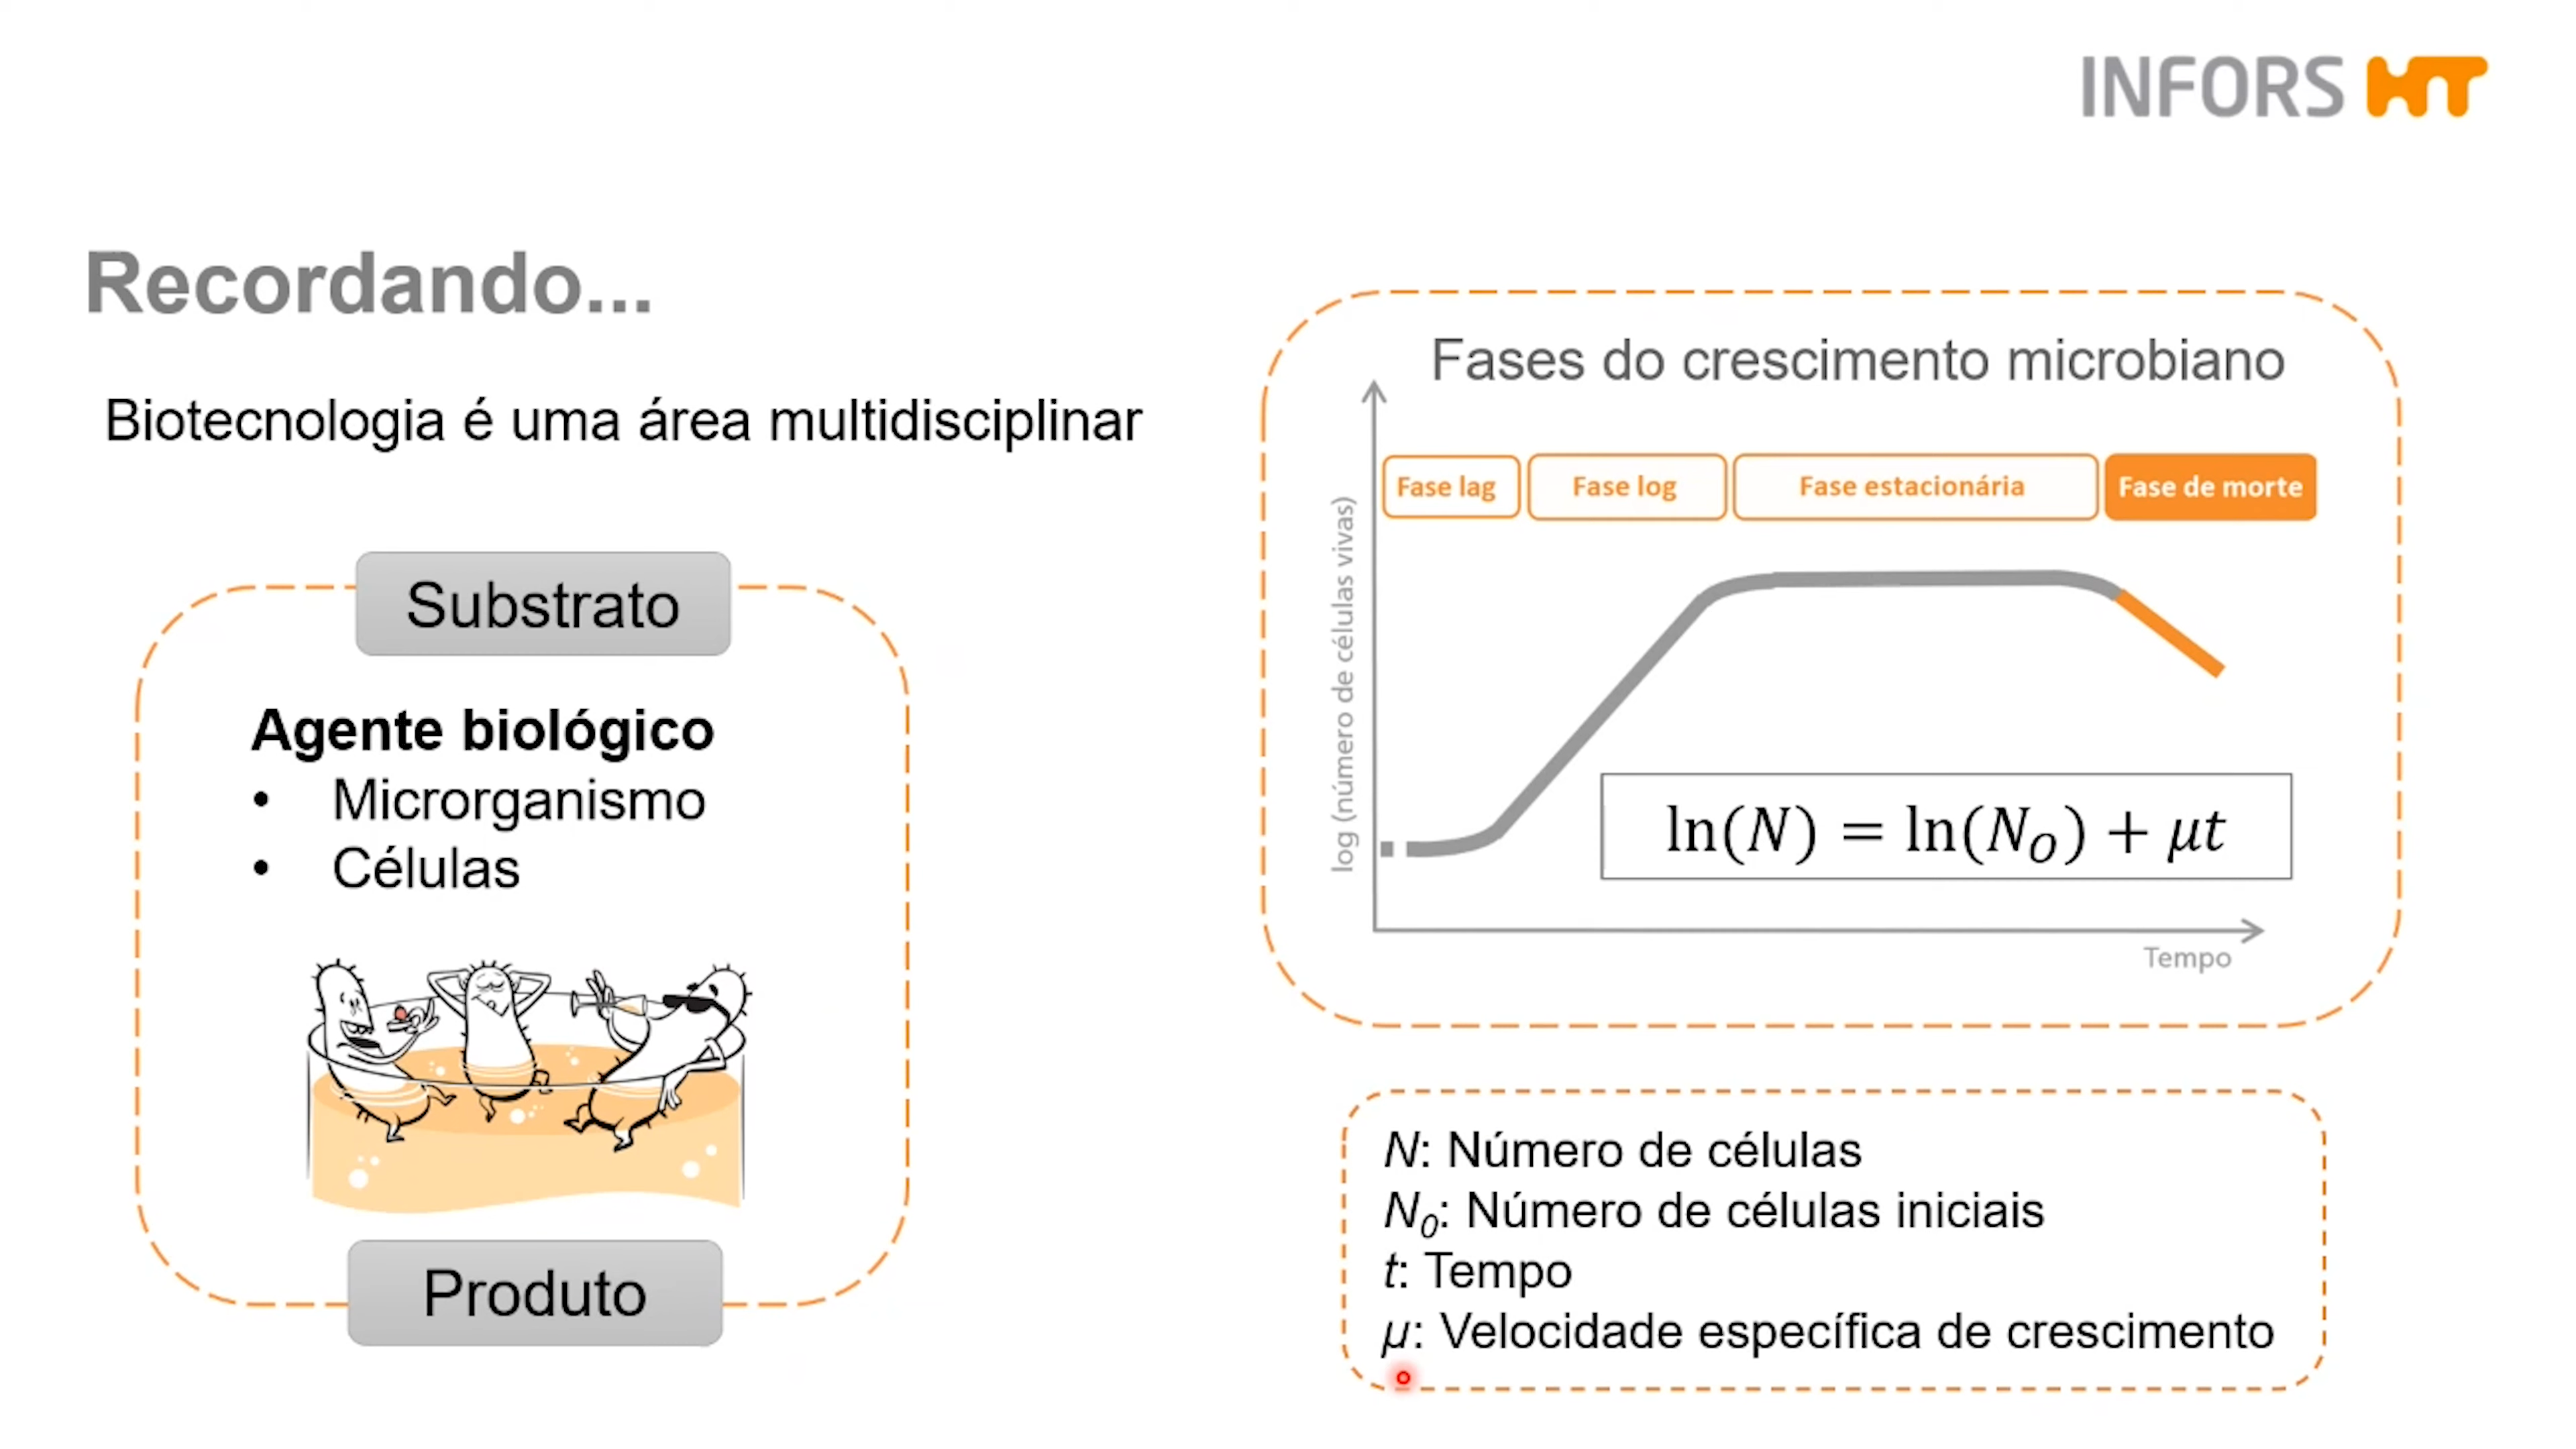 INFORS HT
Recordando...
Biotecnologia é uma área multidisciplinar
Substrato
Agente biológico
• Microrganismo
• Células
Produto
Fases do crescimento microbiano
Fase lag
Fase log
Fase estacionária
Fase de morte
log (número de células vivas)
ln(N) = ln(N_O) + μt
Tempo
N: Número de células
N_0: Número de células iniciais
t: Tempo
μ: Velocidade específica de crescimento